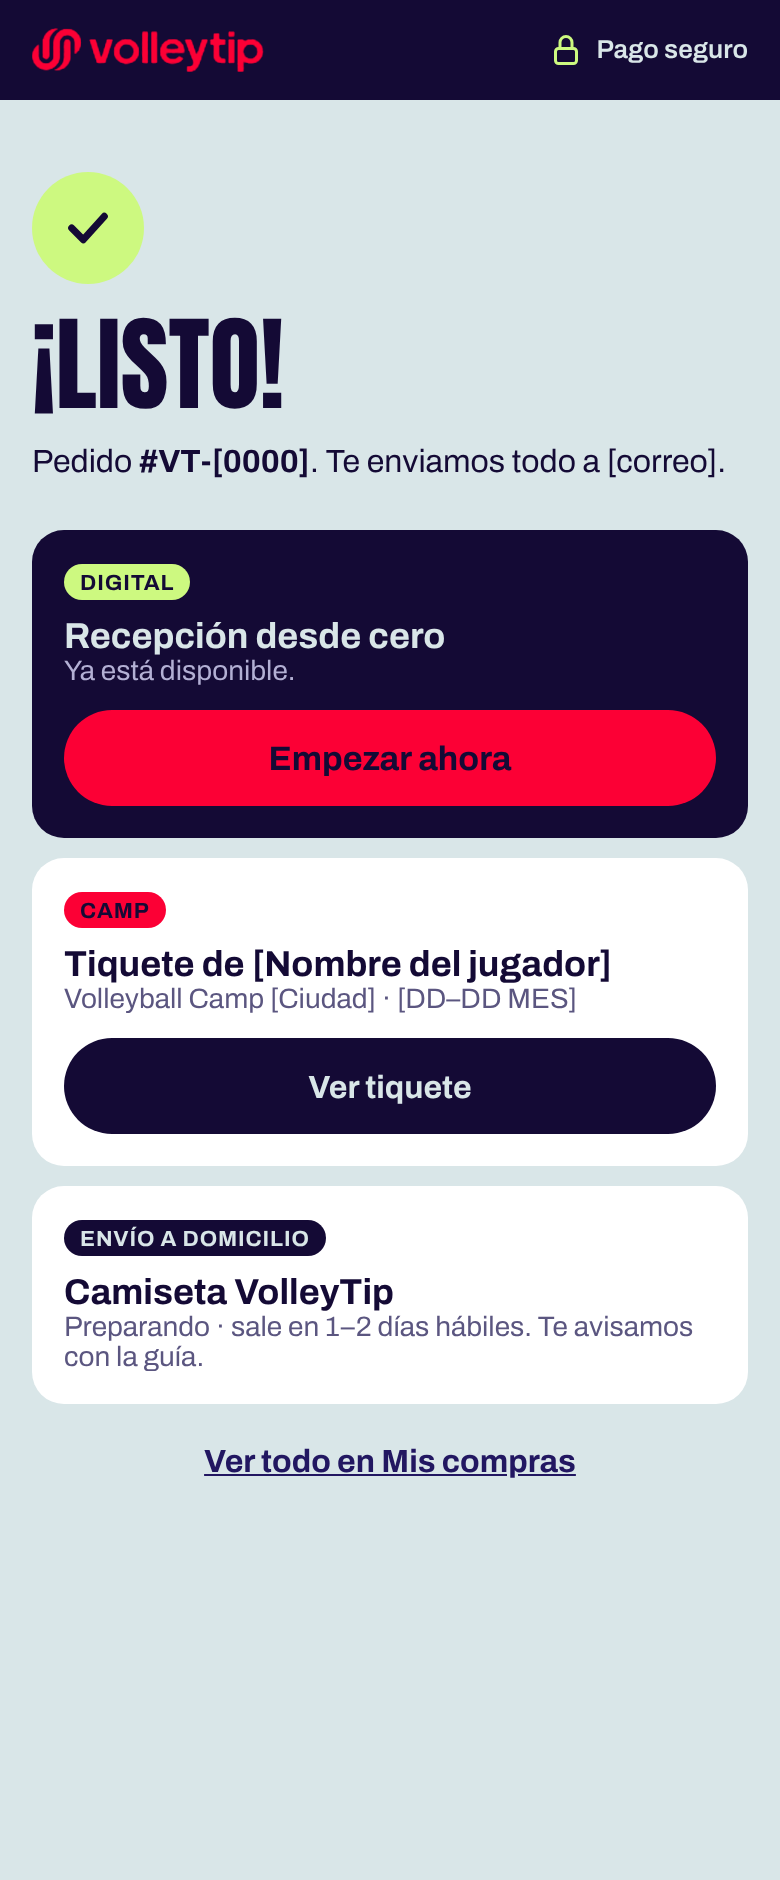 volleytip
Pago seguro
¡LISTO!
Pedido #VT-[0000]. Te enviamos todo a [correo].
DIGITAL
Recepción desde cero
Ya está disponible.
Empezar ahora
CAMP
Tiquete de [Nombre del jugador]
Volleyball Camp [Ciudad] · [DD–DD MES]
Ver tiquete
ENVÍO A DOMICILIO
Camiseta VolleyTip
Preparando · sale en 1–2 días hábiles. Te avisamos
con la guía.
Ver todo en Mis compras